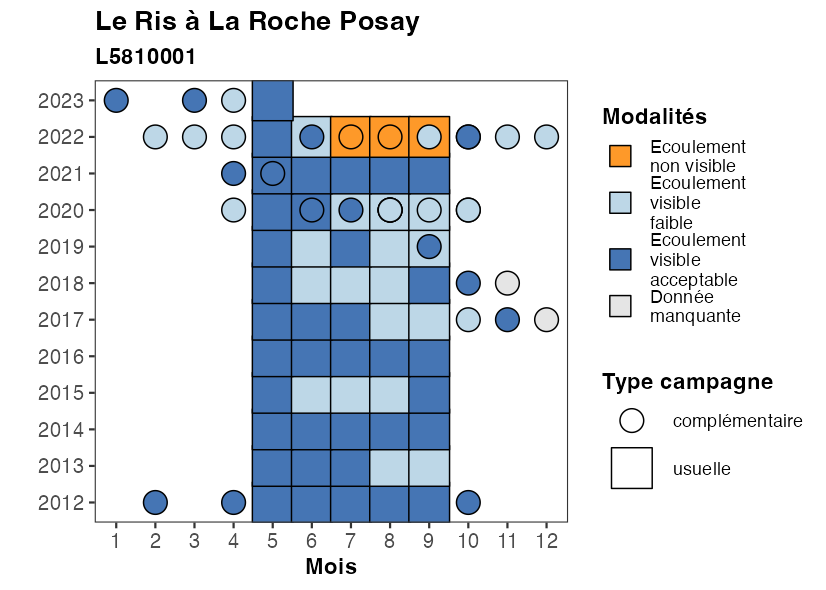 Le Ris à La Roche Posay
L5810001
2023
2022
2021
2020
2019
2018
2017
2016
2015
2014
2013
2012
1 2 3 4 5 6 7 8 9 10 11 12
Mois
Modalités
Ecoulement
non visible
Ecoulement
visible
faible
Ecoulement
visible
acceptable
Donnée
manquante
Type campagne
complémentaire
usuelle